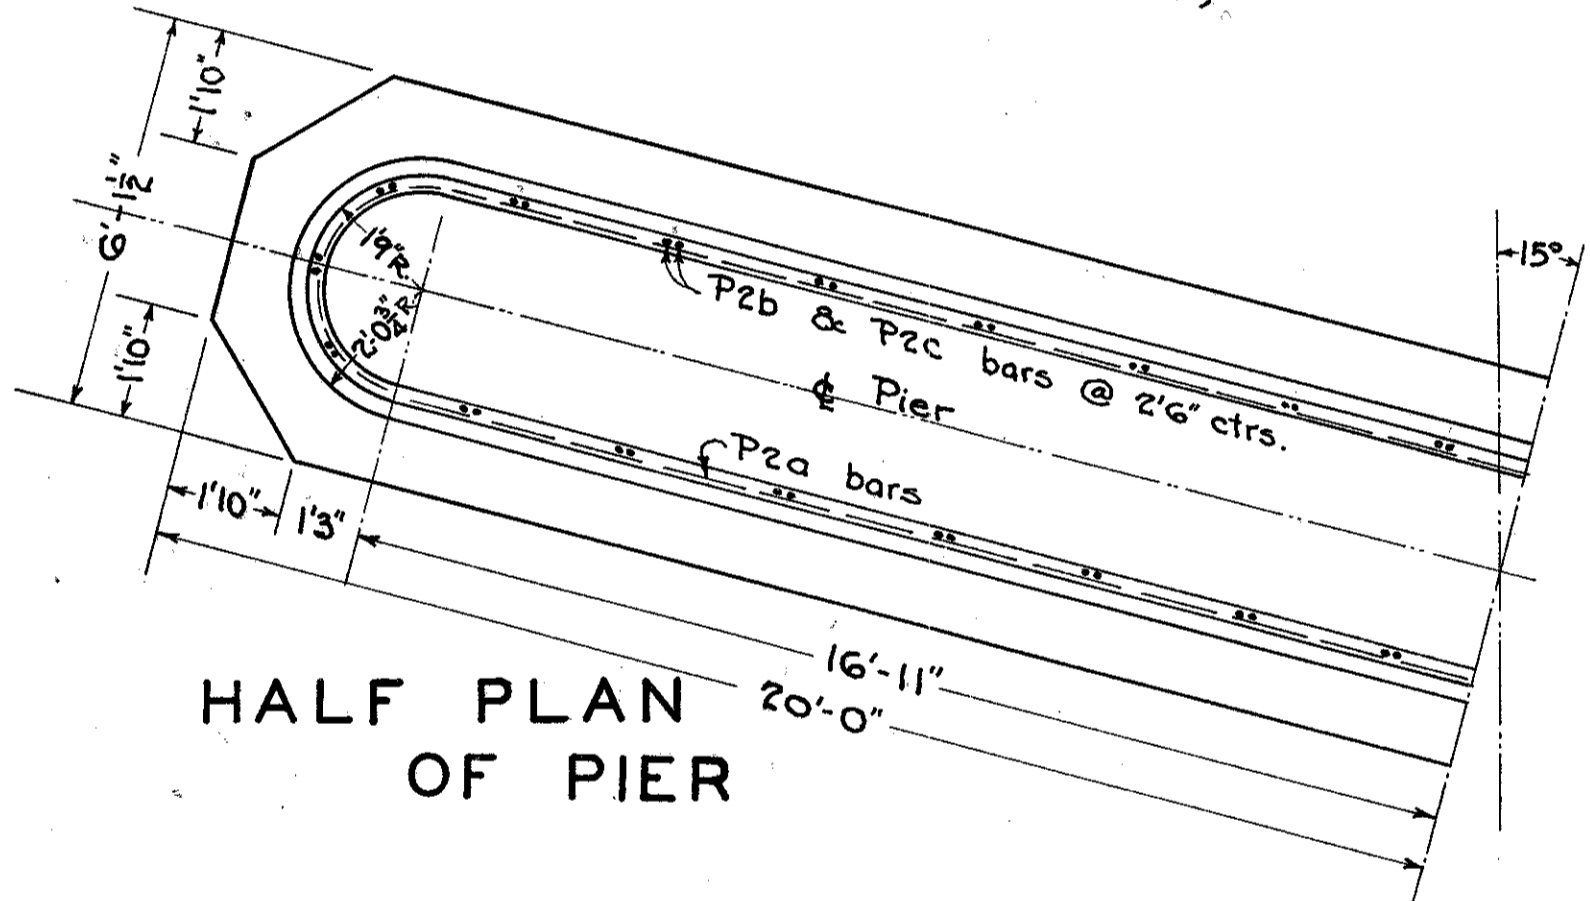 1'10"
6'-1½"
1'10"
1'9"R.
2'-0¾"R.
15°
P2b & P2c bars @ 2'6" ctrs.
℄ Pier
P2a bars
1'10"
1'3"
16'-11"
20'-0"
HALF PLAN
OF PIER